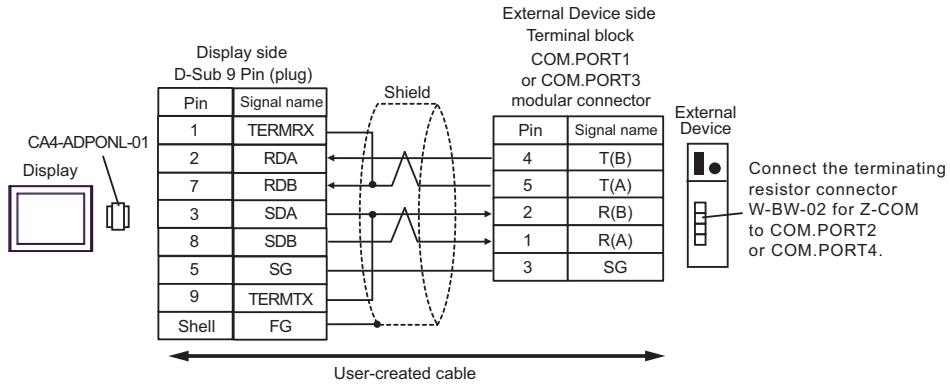 External Device side
Terminal block
COM.PORT1
or COM.PORT3
modular connector
Display side
D-Sub 9 Pin (plug)
Shield
External
Device
CA4-ADPONL-01
Display
Pin Signal name
1 TERMRX
2 RDA
7 RDB
3 SDA
8 SDB
5 SG
9 TERMTX
Shell FG
Pin Signal name
4 T(B)
5 T(A)
2 R(B)
1 R(A)
3 SG
Connect the terminating
resistor connector
W-BW-02 for Z-COM
to COM.PORT2
or COM.PORT4.
User-created cable